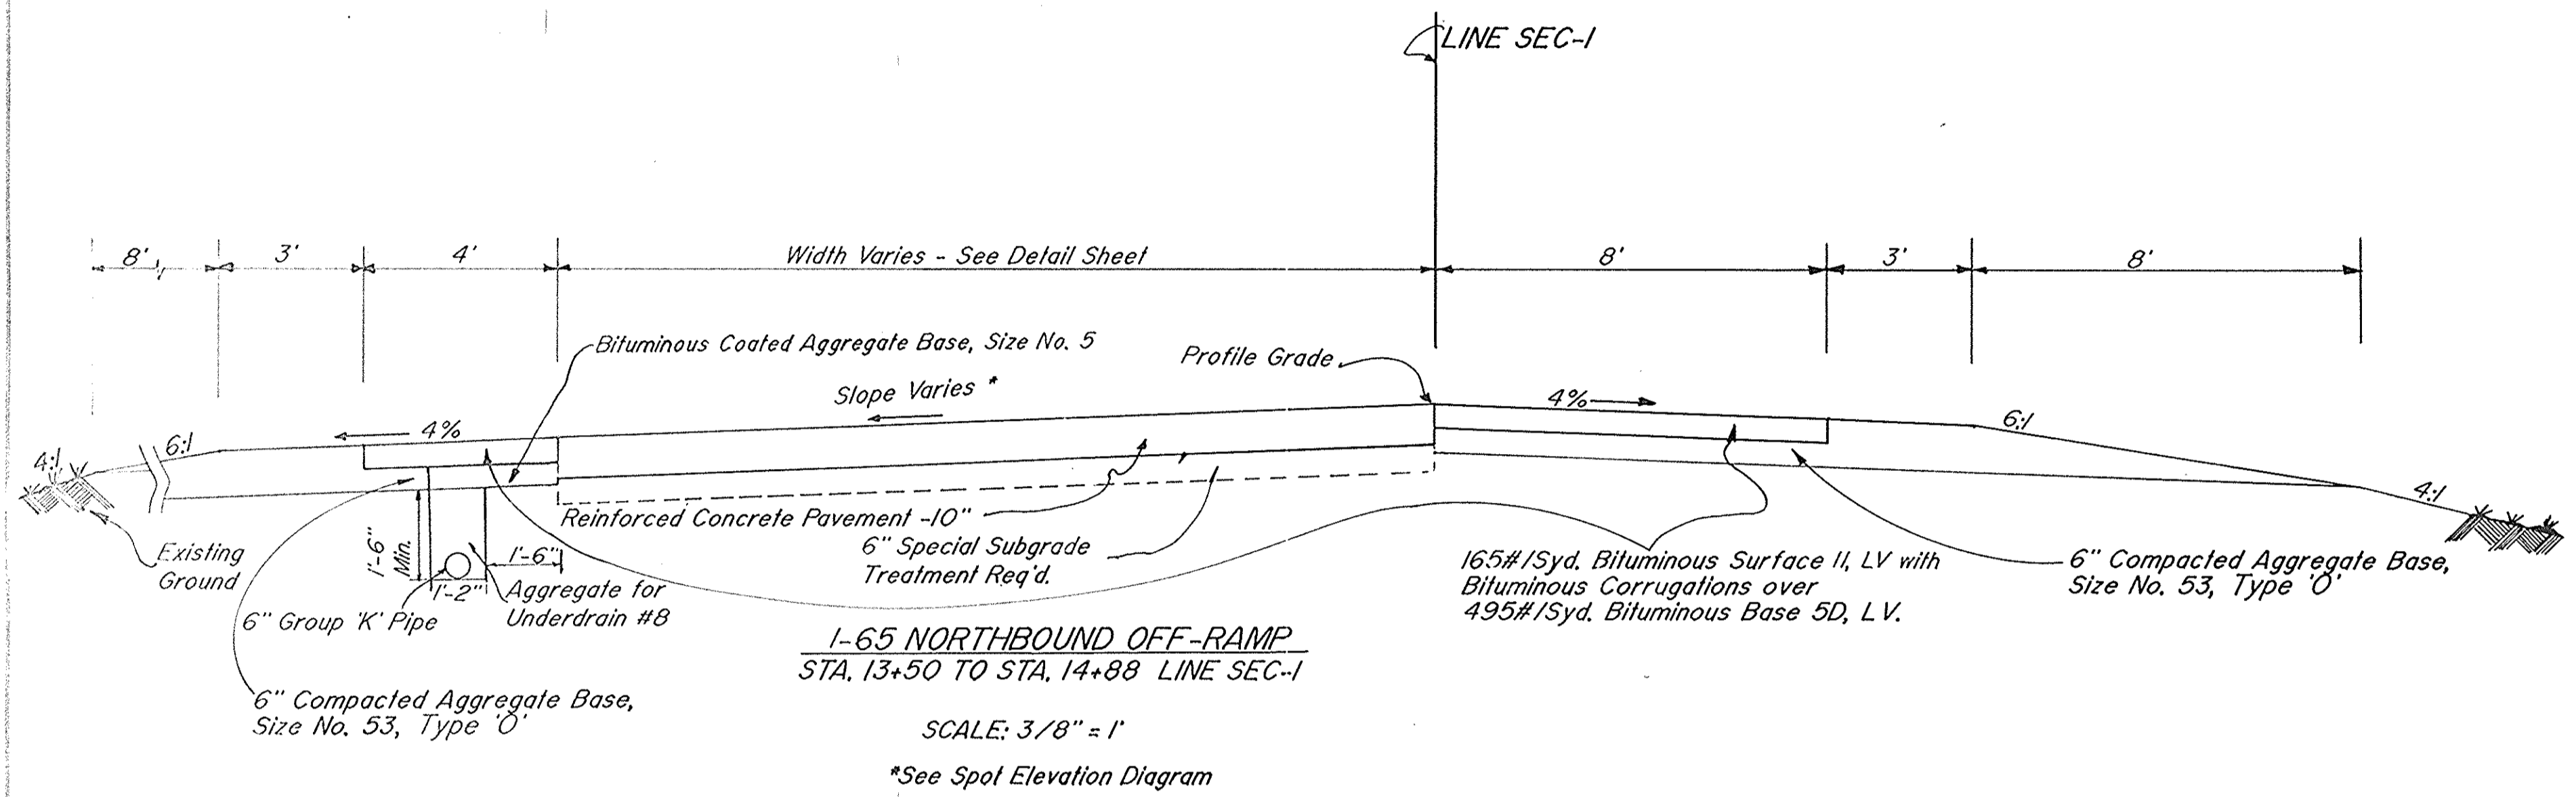 LINE SEC-1
8'
3'
4'
Width Varies - See Detail Sheet
8'
3'
8'
Bituminous Coated Aggregate Base, Size No. 5
Profile Grade
Slope Varies *
4%
4%
6:1
6:1
4:1
4:1
Reinforced Concrete Pavement -10"
6" Special Subgrade
Treatment Req'd.
Existing
Ground
1'-6"
Min.
1'-6"
1'-2"
Aggregate for
Underdrain #8
6" Group 'K' Pipe
165#/Syd. Bituminous Surface II, LV with
Bituminous Corrugations over
495#/Syd. Bituminous Base 5D, LV.
6" Compacted Aggregate Base,
Size No. 53, Type 'O'
6" Compacted Aggregate Base,
Size No. 53, Type 'O'
I-65 NORTHBOUND OFF-RAMP
STA. 13+50 TO STA. 14+88 LINE SEC-1
SCALE: 3/8" = 1'
*See Spot Elevation Diagram